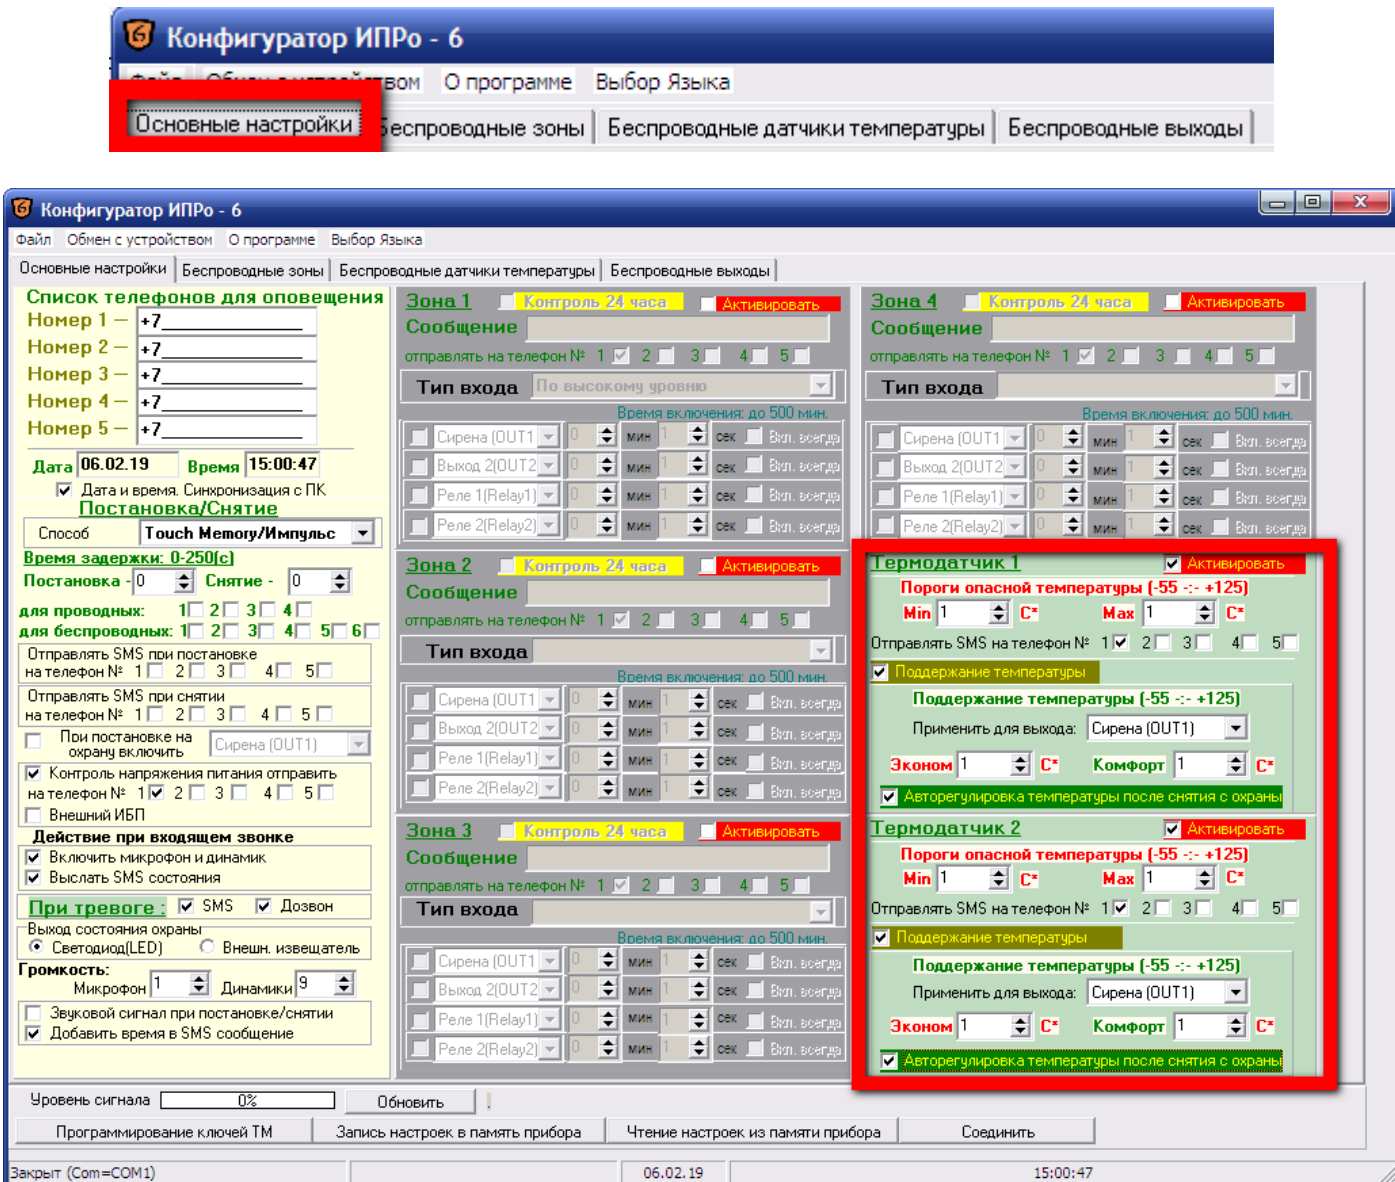 Конфигуратор ИПРо - 6
Файл Обмен с устройством О программе Выбор Языка
Основные настройки Беспроводные зоны Беспроводные датчики температуры Беспроводные выходы
Конфигуратор ИПРо - 6
Файл Обмен с устройством О программе Выбор Языка
Основные настройки Беспроводные зоны Беспроводные датчики температуры Беспроводные выходы
Список телефонов для оповещения
Номер 1 – +7
Номер 2 – +7
Номер 3 – +7
Номер 4 – +7
Номер 5 – +7
Дата 06.02.19 Время 15:00:47
Дата и время. Синхронизация с ПК
Постановка/Снятие
Способ Touch Memory/Импульс
Время задержки: 0-250(с)
Постановка - 0 Снятие - 0
для проводных: 1 2 3 4
для беспроводных: 1 2 3 4 5 6
Отправлять SMS при постановке
на телефон № 1 2 3 4 5
Отправлять SMS при снятии
на телефон № 1 2 3 4 5
При постановке на
охрану включить Сирена (OUT1)
Контроль напряжения питания отправить
на телефон № 1 2 3 4 5
Внешний ИБП
Действие при входящем звонке
Включить микрофон и динамик
Выслать SMS состояния
При тревоге : SMS Дозвон
Выход состояния охраны
Светодиод(LED) Внешн. извещатель
Громкость:
Микрофон 1 Динамики 9
Звуковой сигнал при постановке/снятии
Добавить время в SMS сообщение
Зона 1 Контроль 24 часа Активировать
Сообщение
отправлять на телефон № 1 2 3 4 5
Тип входа По высокому уровню
Время включения: до 500 мин.
Сирена (OUT1 0 мин 1 сек Вкл. всегда
Выход 2(OUT2 0 мин 1 сек Вкл. всегда
Реле 1(Relay1) 0 мин 1 сек Вкл. всегда
Реле 2(Relay2) 0 мин 1 сек Вкл. всегда
Зона 2 Контроль 24 часа Активировать
Сообщение
отправлять на телефон № 1 2 3 4 5
Тип входа
Время включения: до 500 мин.
Сирена (OUT1 0 мин 1 сек Вкл. всегда
Выход 2(OUT2 0 мин 1 сек Вкл. всегда
Реле 1(Relay1) 0 мин 1 сек Вкл. всегда
Реле 2(Relay2) 0 мин 1 сек Вкл. всегда
Зона 3 Контроль 24 часа Активировать
Сообщение
отправлять на телефон № 1 2 3 4 5
Тип входа
Время включения: до 500 мин.
Сирена (OUT1 0 мин 1 сек Вкл. всегда
Выход 2(OUT2 0 мин 1 сек Вкл. всегда
Реле 1(Relay1) 0 мин 1 сек Вкл. всегда
Реле 2(Relay2) 0 мин 1 сек Вкл. всегда
Зона 4 Контроль 24 часа Активировать
Сообщение
отправлять на телефон № 1 2 3 4 5
Тип входа
Время включения: до 500 мин.
Сирена (OUT1 0 мин 1 сек Вкл. всегда
Выход 2(OUT2 0 мин 1 сек Вкл. всегда
Реле 1(Relay1) 0 мин 1 сек Вкл. всегда
Реле 2(Relay2) 0 мин 1 сек Вкл. всегда
Термодатчик 1 Активировать
Пороги опасной температуры (-55 -:- +125)
Min 1 С* Max 1 С*
Отправлять SMS на телефон № 1 2 3 4 5
Поддержание температуры
Поддержание температуры (-55 -:- +125)
Применить для выхода: Сирена (OUT1)
Эконом 1 С* Комфорт 1 С*
Авторегулировка температуры после снятия с охраны
Термодатчик 2 Активировать
Пороги опасной температуры (-55 -:- +125)
Min 1 С* Max 1 С*
Отправлять SMS на телефон № 1 2 3 4 5
Поддержание температуры
Поддержание температуры (-55 -:- +125)
Применить для выхода: Сирена (OUT1)
Эконом 1 С* Комфорт 1 С*
Авторегулировка температуры после снятия с охраны
Уровень сигнала 0% Обновить .
Программирование ключей ТМ Запись настроек в память прибора Чтение настроек из памяти прибора Соединить
Закрыт (Com=COM1) 06.02.19 15:00:47